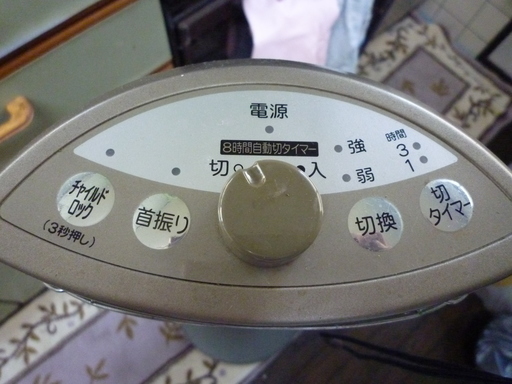 電源
8時間自動切タイマー
切 入
強
弱
時間
3
1
チャイルド
ロック
(3秒押し)
首振り
切換
切
タイマー